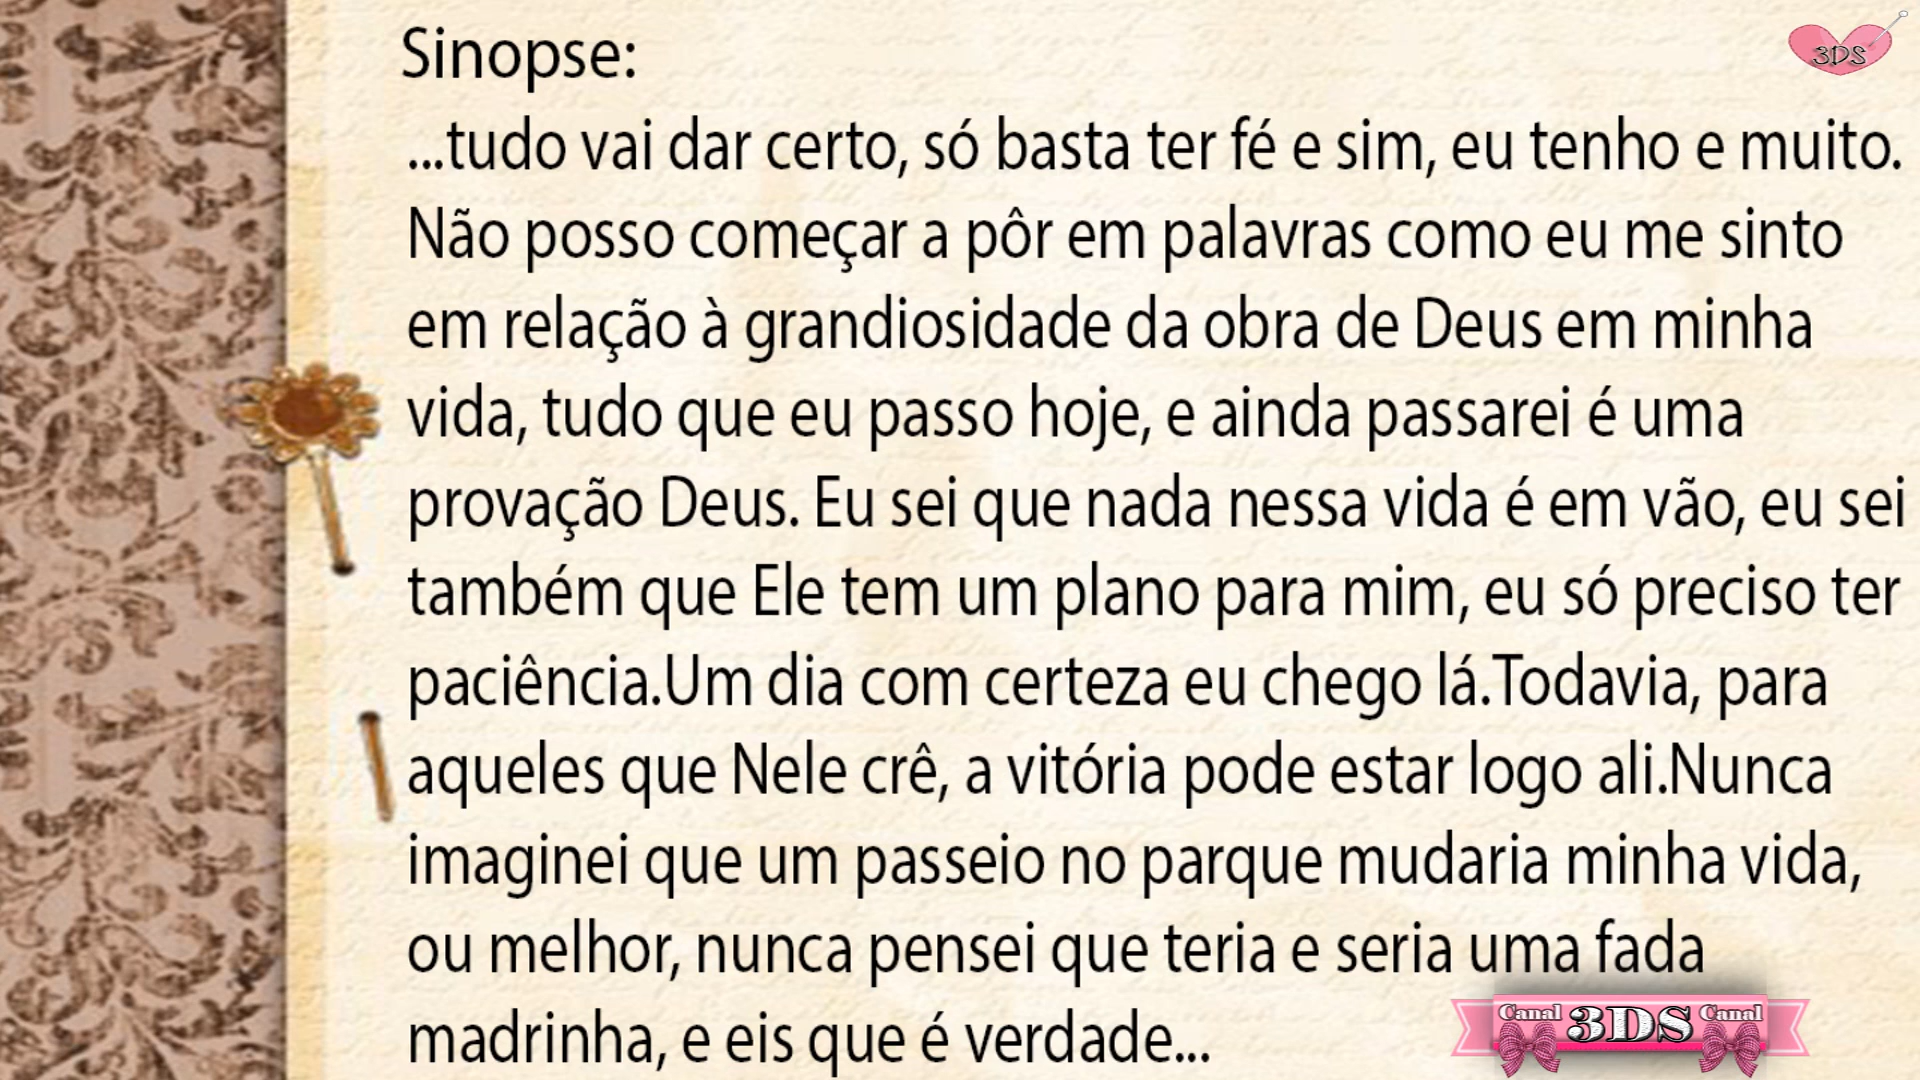 Sinopse:
3DS
...tudo vai dar certo, só basta ter fé e sim, eu tenho e muito.
Não posso começar a pôr em palavras como eu me sinto
em relação à grandiosidade da obra de Deus em minha
vida, tudo que eu passo hoje, e ainda passarei é uma
provação Deus. Eu sei que nada nessa vida é em vão, eu sei
também que Ele tem um plano para mim, eu só preciso ter
paciência.Um dia com certeza eu chego lá.Todavia, para
aqueles que Nele crê, a vitória pode estar logo ali.Nunca
imaginei que um passeio no parque mudaria minha vida,
ou melhor, nunca pensei que teria e seria uma fada
madrinha, e eis que é verdade...
Canal 3DS Canal